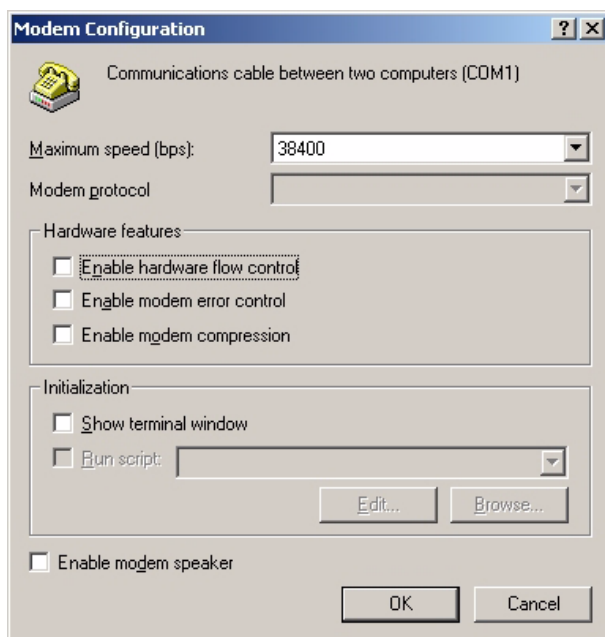 Modem Configuration
Communications cable between two computers (COM1)
Maximum speed (bps): 38400
Modem protocol
Hardware features
Enable hardware flow control
Enable modem error control
Enable modem compression
Initialization
Show terminal window
Run script:
Edit... Browse...
Enable modem speaker
OK Cancel